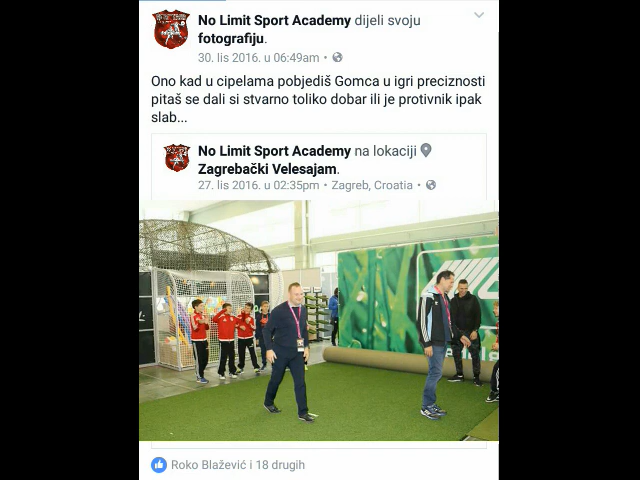 No Limit Sport Academy dijeli svoju
fotografiju.
30. lis 2016. u 06:49am •
Ono kad u cipelama pobjediš Gomca u igri preciznosti
pitaš se dali si stvarno toliko dobar ili je protivnik ipak
slab...
No Limit Sport Academy na lokaciji
Zagrebački Velesajam.
27. lis 2016. u 02:35pm • Zagreb, Croatia •
Roko Blažević i 18 drugih